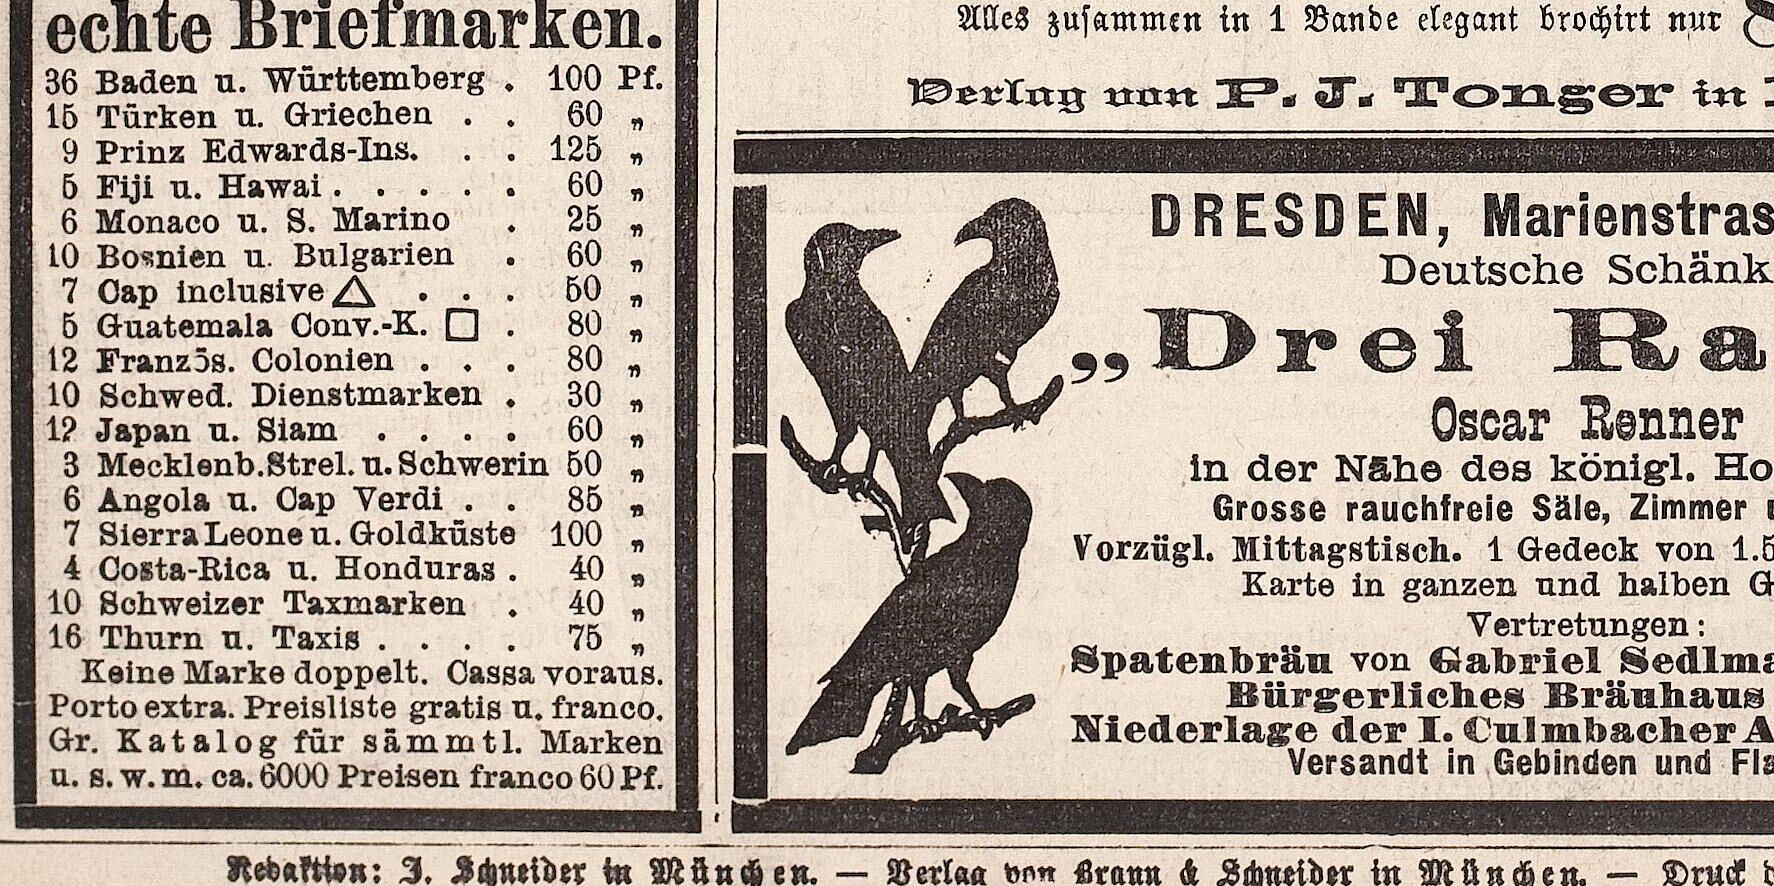 echte Briefmarken.
36 Baden u. Württemberg . 100 Pf.
15 Türken u. Griechen . . 60 „
9 Prinz Edwards-Ins. . . 125 „
5 Fiji u. Hawai . . . . . 60 „
6 Monaco u. S. Marino . 25 „
10 Bosnien u. Bulgarien . 60 „
7 Cap inclusive △ . . . 50 „
5 Guatemala Conv.-K. □ . 80 „
12 Französ. Colonien . . . 80 „
10 Schwed. Dienstmarken . 30 „
12 Japan u. Siam . . . . 60 „
3 Mecklenb. Strel. u. Schwerin 50 „
6 Angola u. Cap Verdi . . 85 „
7 Sierra Leone u. Goldküste 100 „
4 Costa-Rica u. Honduras . 40 „
10 Schweizer Taxmarken . 40 „
16 Thurn u. Taxis . . . . 75 „
Keine Marke doppelt. Cassa voraus.
Porto extra. Preisliste gratis u. franco.
Gr. Katalog für sämmtl. Marken
u. s. w. m. ca. 6000 Preisen franco 60 Pf.
Alles zusammen in 1 Bande elegant brochirt nur
Verlag von P. J. Tonger in
DRESDEN, Marienstras
Deutsche Schänk
„Drei Ra
Oscar Renner
in der Nähe des königl. Ho
Grosse rauchfreie Säle, Zimmer u
Vorzügl. Mittagstisch. 1 Gedeck von 1.5
Karte in ganzen und halben G
Vertretungen:
Spatenbräu von Gabriel Sedlma
Bürgerliches Bräuhaus
Niederlage der I. Culmbacher A
Versandt in Gebinden und Fla
Redaktion: J. Schneider in München. — Verlag von Braun & Schneider in München. — Druck d